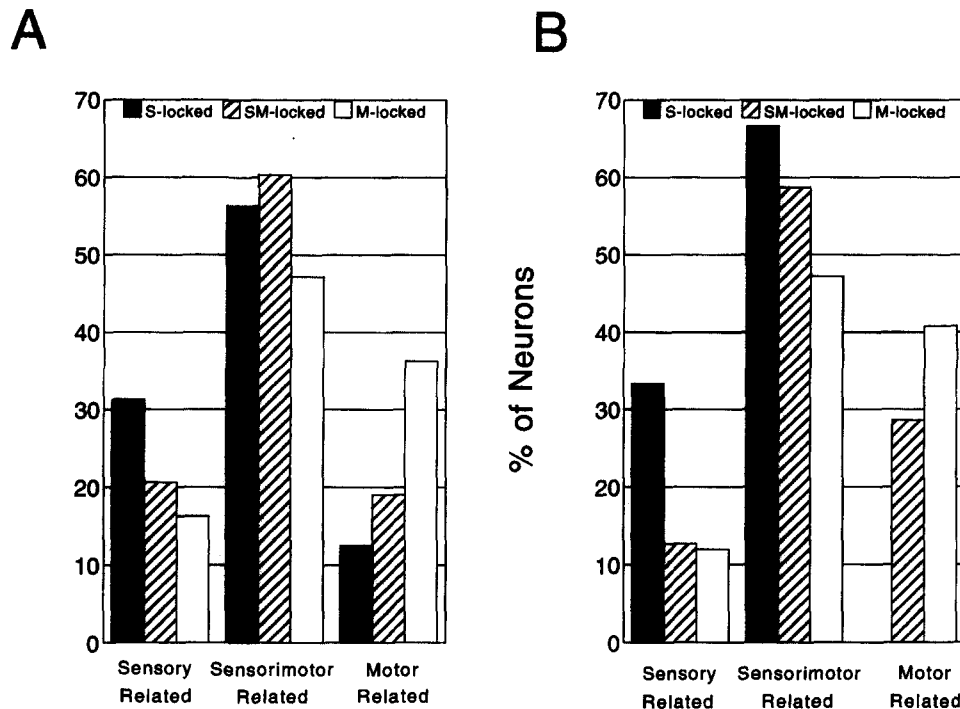 A
B
70
60
50
40
30
20
10
0
S-locked SM-locked M-locked
Sensory Related
Sensorimotor Related
Motor Related
% of Neurons
70
60
50
40
30
20
10
0
S-locked SM-locked M-locked
Sensory Related
Sensorimotor Related
Motor Related